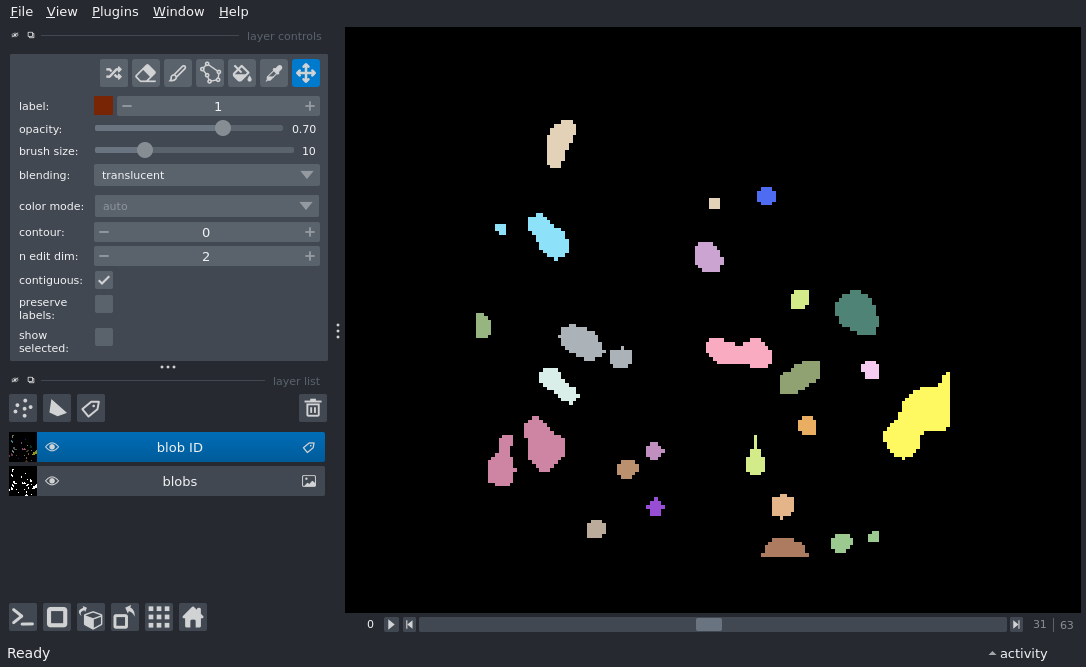 File View Plugins Window Help
layer controls
label: 1
opacity: 0.70
brush size: 10
blending: translucent
color mode: auto
contour: 0
n edit dim: 2
contiguous:
preserve
labels:
show
selected:
layer list
blob ID
blobs
0 31 63
Ready activity